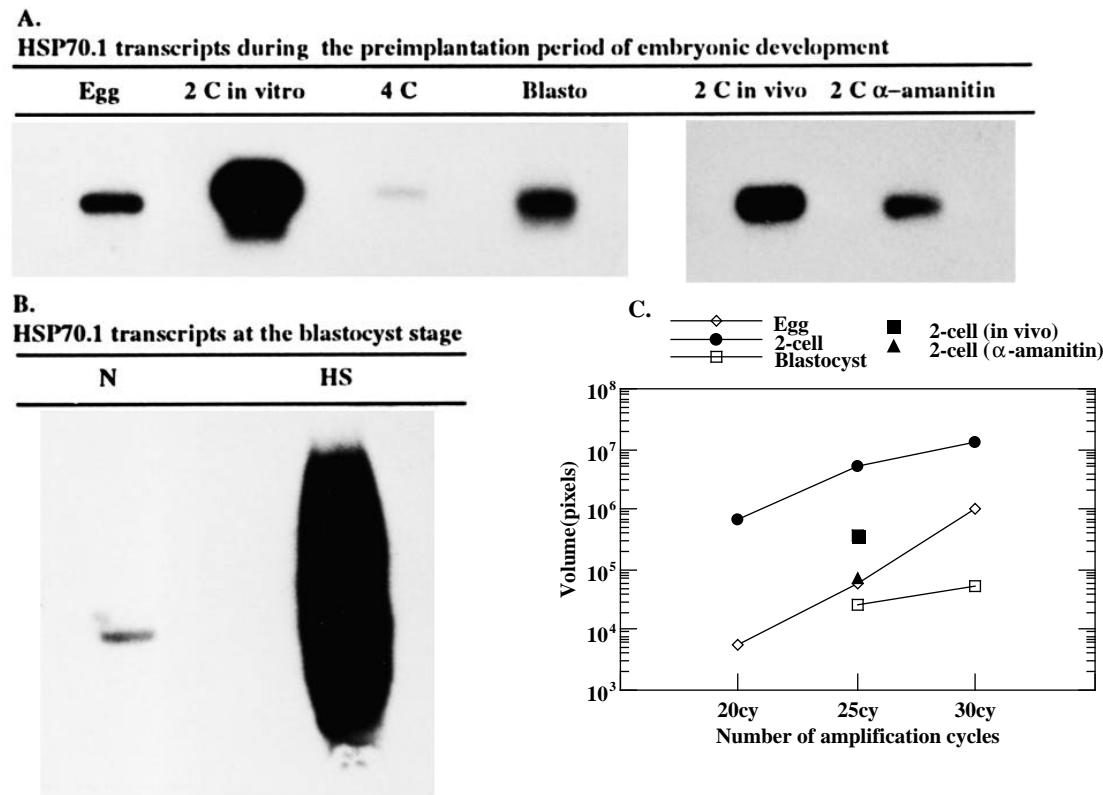 A.
HSP70.1 transcripts during the preimplantation period of embryonic development
Egg 2 C in vitro 4 C Blasto 2 C in vivo 2 C α−amanitin
B.
HSP70.1 transcripts at the blastocyst stage
N HS
C.
Egg
2-cell
Blastocyst
2-cell (in vivo)
2-cell (α-amanitin)
Volume(pixels)
10⁸
10⁷
10⁶
10⁵
10⁴
10³
20cy 25cy 30cy
Number of amplification cycles